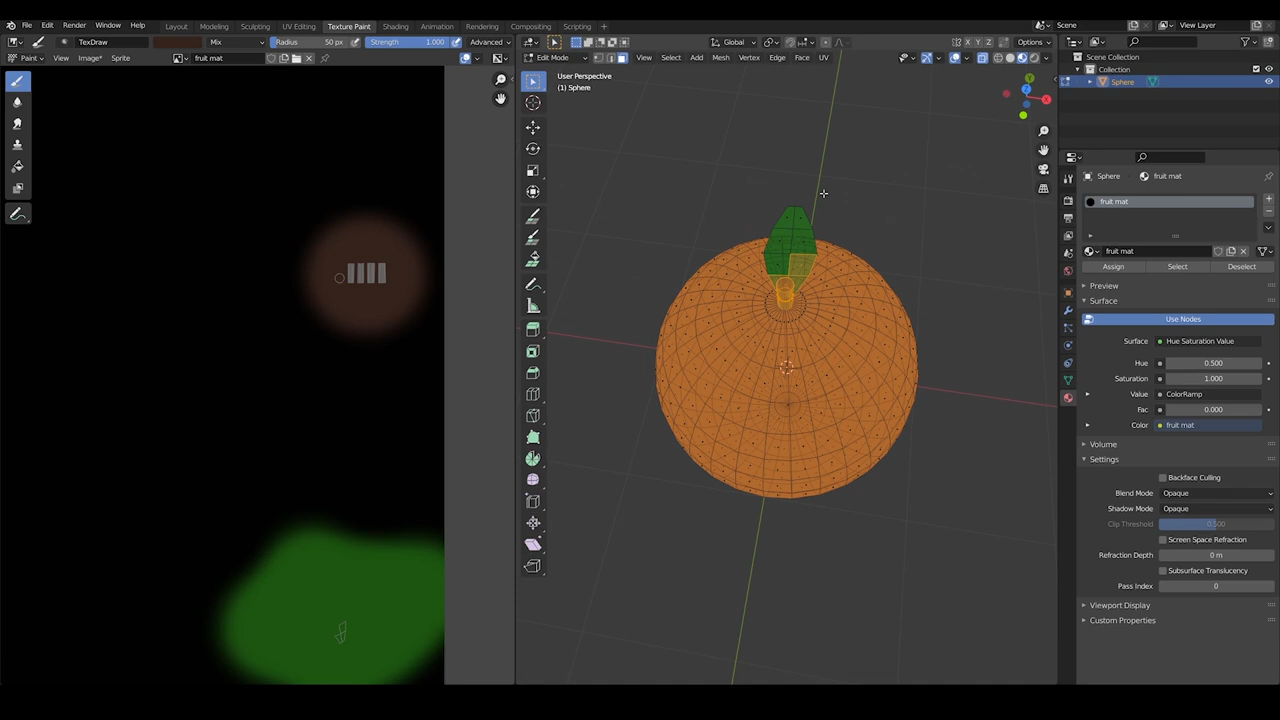 File Edit Render Window Help Layout Modeling Sculpting UV Editing Texture Paint Shading Animation Rendering Compositing Scripting + Scene View Layer
TexDraw Mix Radius 50 px Strength 1.000 Advanced Global X Y Z Options
Paint View Image* Sprite fruit mat Edit Mode View Select Add Mesh Vertex Edge Face UV
Scene Collection
Collection
Sphere
User Perspective
(1) Sphere
Y
Z
X
Sphere fruit mat
fruit mat
fruit mat
Assign Select Deselect
Preview
Surface
Use Nodes
Surface Hue Saturation Value
Hue 0.500
Saturation 1.000
Value ColorRamp
Fac 0.000
Color fruit mat
Volume
Settings
Backface Culling
Blend Mode Opaque
Shadow Mode Opaque
Clip Threshold 0.500
Screen Space Refraction
Refraction Depth 0 m
Subsurface Translucency
Pass Index 0
Viewport Display
Custom Properties